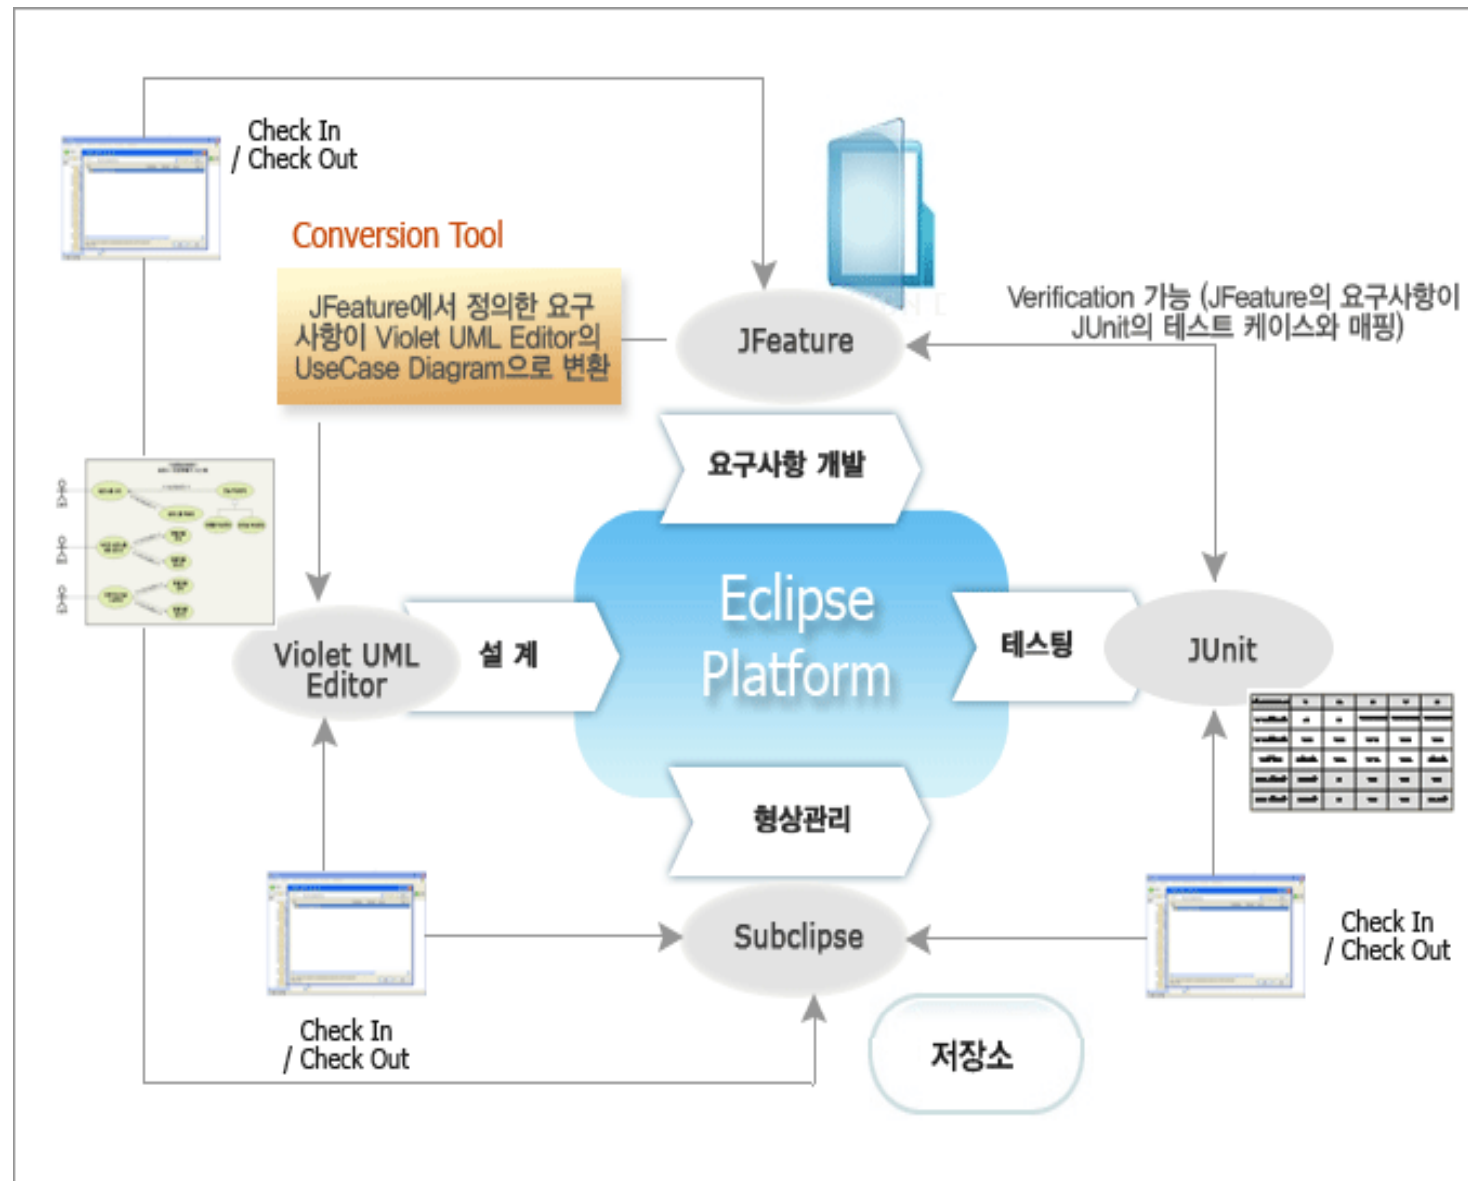 Check In
/ Check Out
Conversion Tool
JFeature에서 정의한 요구
사항이 Violet UML Editor의
UseCase Diagram으로 변환
JFeature
Verification 가능 (JFeature의 요구사항이
JUnit의 테스트 케이스와 매핑)
요구사항 개발
Eclipse
Platform
Violet UML
Editor
설 계
테스팅
JUnit
형상관리
Subclipse
Check In
/ Check Out
Check In
/ Check Out
저장소